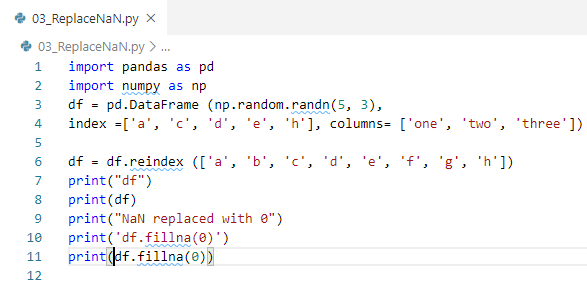 03_ReplaceNaN.py ×
03_ReplaceNaN.py > ...
1 import pandas as pd
2 import numpy as np
3 df = pd.DataFrame (np.random.randn(5, 3),
4 index =['a', 'c', 'd', 'e', 'h'], columns= ['one', 'two', 'three'])
5
6 df = df.reindex (['a', 'b', 'c', 'd', 'e', 'f', 'g', 'h'])
7 print("df")
8 print(df)
9 print("NaN replaced with 0")
10 print('df.fillna(0)')
11 print(df.fillna(0))
12